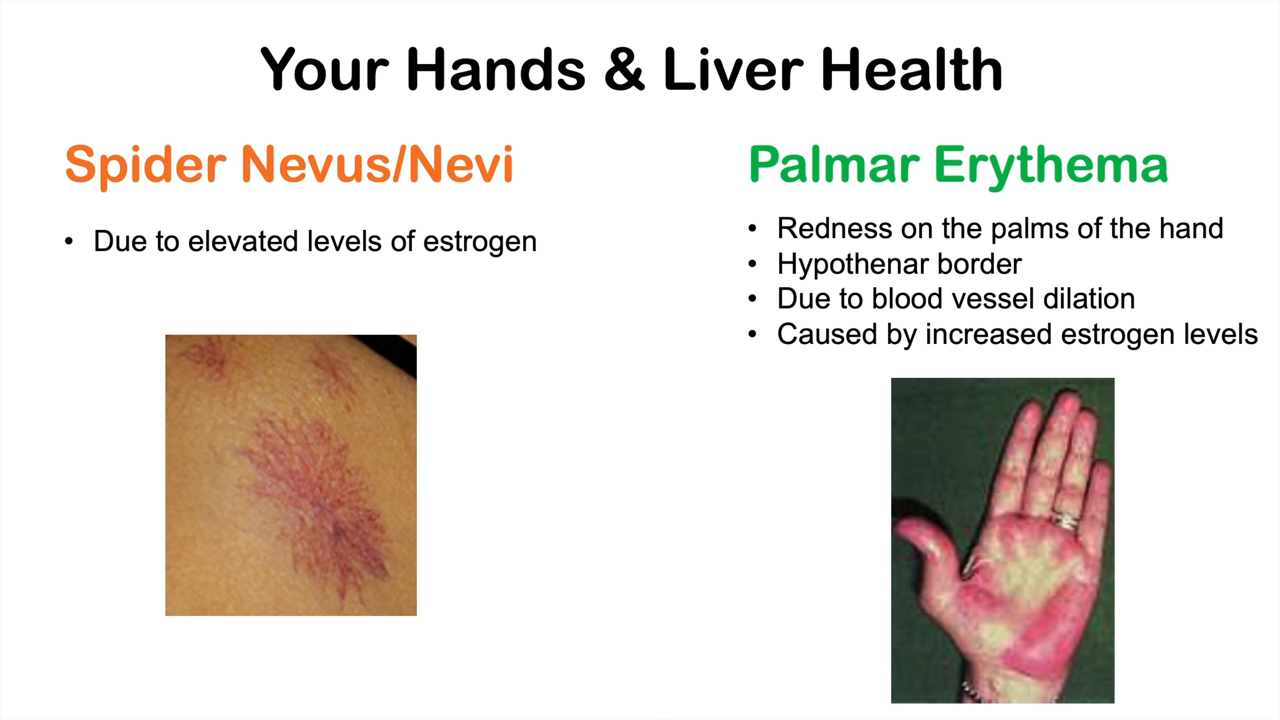 Your Hands & Liver Health
Spider Nevus/Nevi
• Due to elevated levels of estrogen
Palmar Erythema
• Redness on the palms of the hand
• Hypothenar border
• Due to blood vessel dilation
• Caused by increased estrogen levels